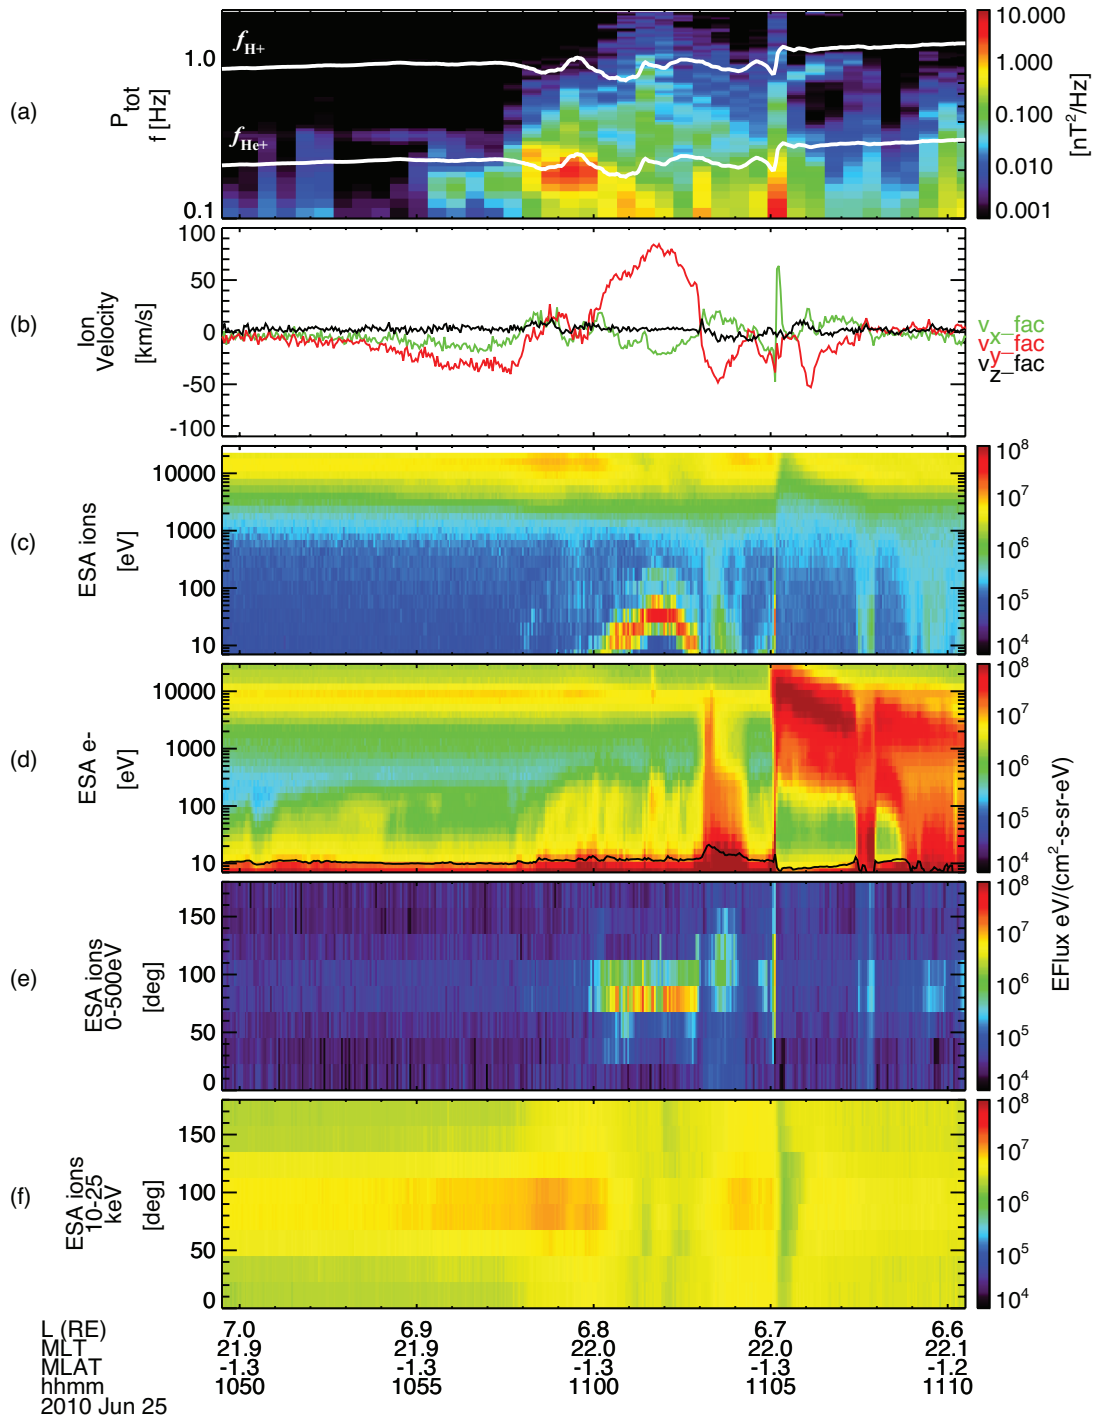 (a)
P_tot
f [Hz]
1.0
0.1
f_H+
f_He+
10.000
1.000
0.100
0.010
0.001
[nT²/Hz]
(b)
Ion
Velocity
[km/s]
100
50
0
-50
-100
v_x_fac
v_y_fac
v_z_fac
(c)
ESA ions
[eV]
10000
1000
100
10
10⁸
10⁷
10⁶
10⁵
10⁴
(d)
ESA e-
[eV]
10000
1000
100
10
10⁸
10⁷
10⁶
10⁵
10⁴
EFlux eV/(cm²-s-sr-eV)
(e)
ESA ions
0-500eV
[deg]
150
100
50
0
10⁸
10⁷
10⁶
10⁵
10⁴
(f)
ESA ions
10-25
keV
[deg]
150
100
50
0
10⁸
10⁷
10⁶
10⁵
10⁴
L (RE) 7.0 6.9 6.8 6.7 6.6
MLT 21.9 21.9 22.0 22.0 22.1
MLAT -1.3 -1.3 -1.3 -1.3 -1.2
hhmm 1050 1055 1100 1105 1110
2010 Jun 25